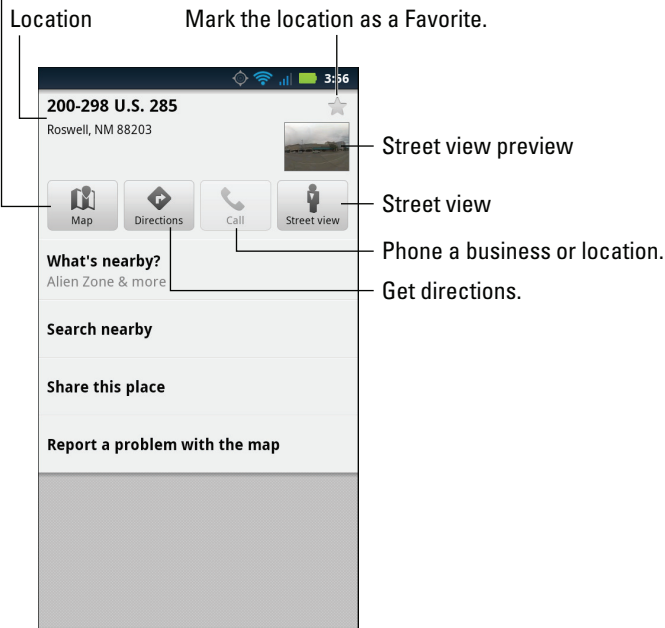 Location
Mark the location as a Favorite.
3:56
200-298 U.S. 285
Roswell, NM 88203
Street view preview
Map
Directions
Call
Street view
Street view
Phone a business or location.
What's nearby?
Alien Zone & more
Get directions.
Search nearby
Share this place
Report a problem with the map